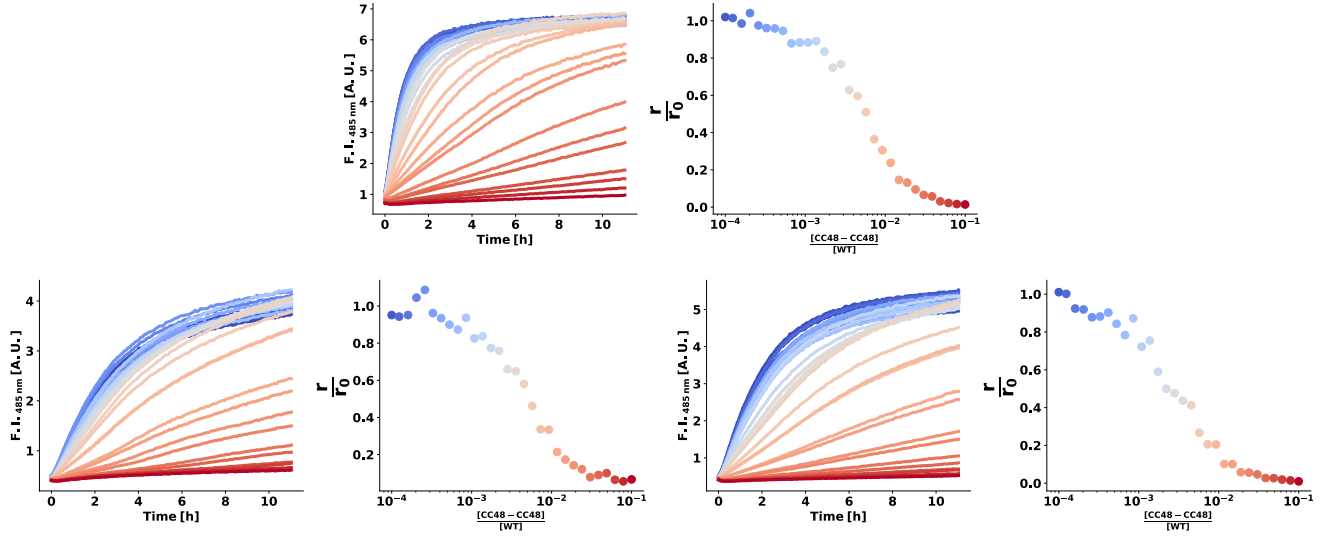 7
6
5
4
3
2
1
0 2 4 6 8 10
Time [h]
F. I. 485 nm [A. U.]
1.0
0.8
0.6
0.4
0.2
0.0
10−4 10−3 10−2 10−1
[CC48 − CC48]
[WT]
r
r0
4
3
2
1
0 2 4 6 8 10
Time [h]
F. I. 485 nm [A. U.]
1.0
0.8
0.6
0.4
0.2
10−4 10−3 10−2 10−1
[CC48 − CC48]
[WT]
r
r0
5
4
3
2
1
0 2 4 6 8 10
Time [h]
F. I. 485 nm [A. U.]
1.0
0.8
0.6
0.4
0.2
0.0
10−4 10−3 10−2 10−1
[CC48 − CC48]
[WT]
r
r0